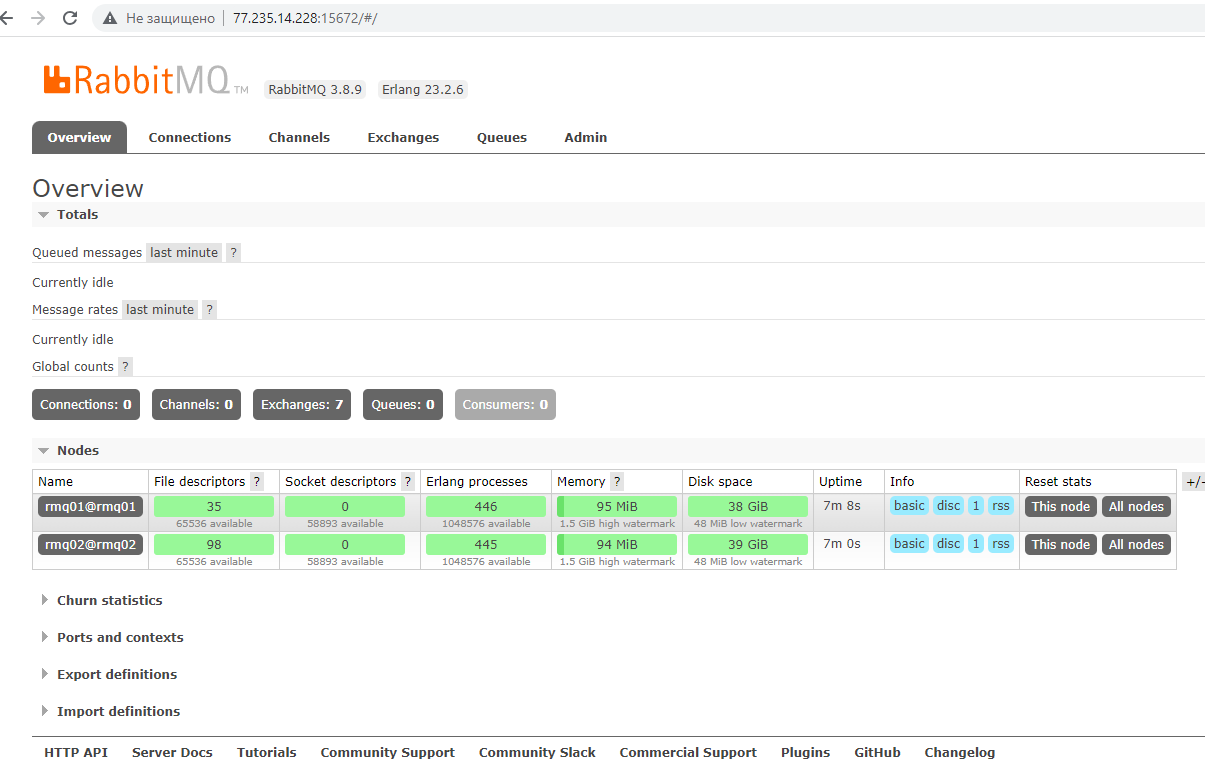 Не защищено 77.235.14.228:15672/#/
RabbitMQ TM RabbitMQ 3.8.9 Erlang 23.2.6
Overview Connections Channels Exchanges Queues Admin
Overview
Totals
Queued messages last minute ?
Currently idle
Message rates last minute ?
Currently idle
Global counts ?
Connections: 0 Channels: 0 Exchanges: 7 Queues: 0 Consumers: 0
Nodes
Name File descriptors ? Socket descriptors ? Erlang processes Memory ? Disk space Uptime Info Reset stats +/-
rmq01@rmq01 35 0 446 95 MiB 38 GiB 7m 8s basic disc 1 rss This node All nodes
65536 available 58893 available 1048576 available 1.5 GiB high watermark 48 MiB low watermark
rmq02@rmq02 98 0 445 94 MiB 39 GiB 7m 0s basic disc 1 rss This node All nodes
65536 available 58893 available 1048576 available 1.5 GiB high watermark 48 MiB low watermark
Churn statistics
Ports and contexts
Export definitions
Import definitions
HTTP API Server Docs Tutorials Community Support Community Slack Commercial Support Plugins GitHub Changelog